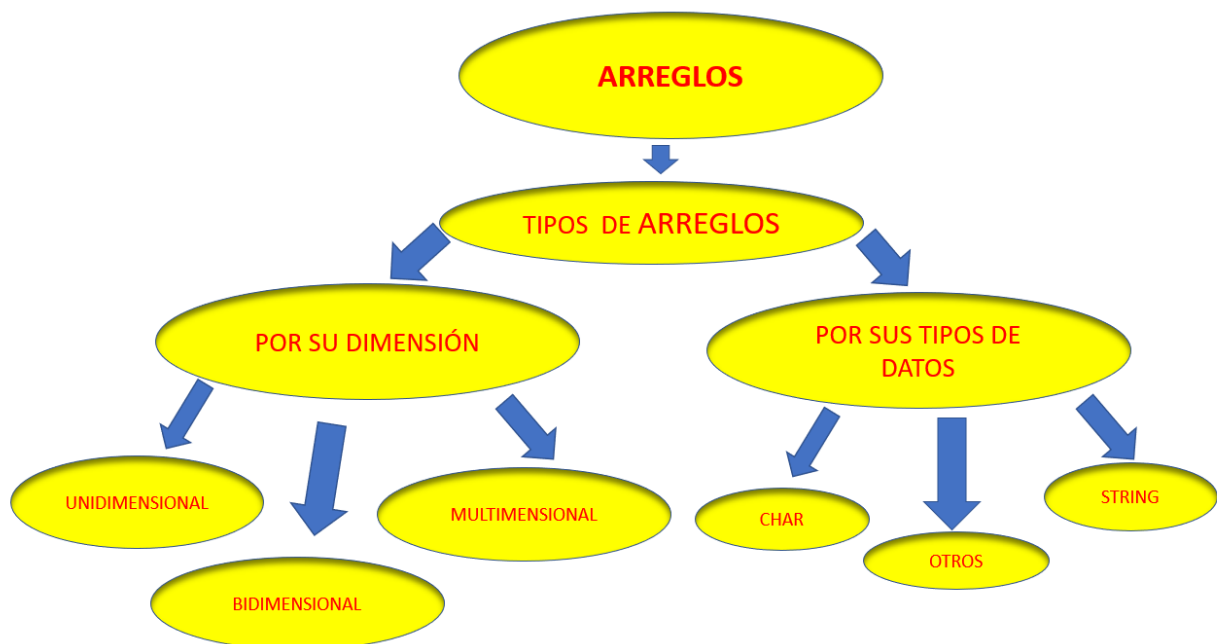 ARREGLOS
TIPOS DE ARREGLOS
POR SU DIMENSIÓN
POR SUS TIPOS DE
DATOS
UNIDIMENSIONAL
BIDIMENSIONAL
MULTIMENSIONAL
CHAR
OTROS
STRING